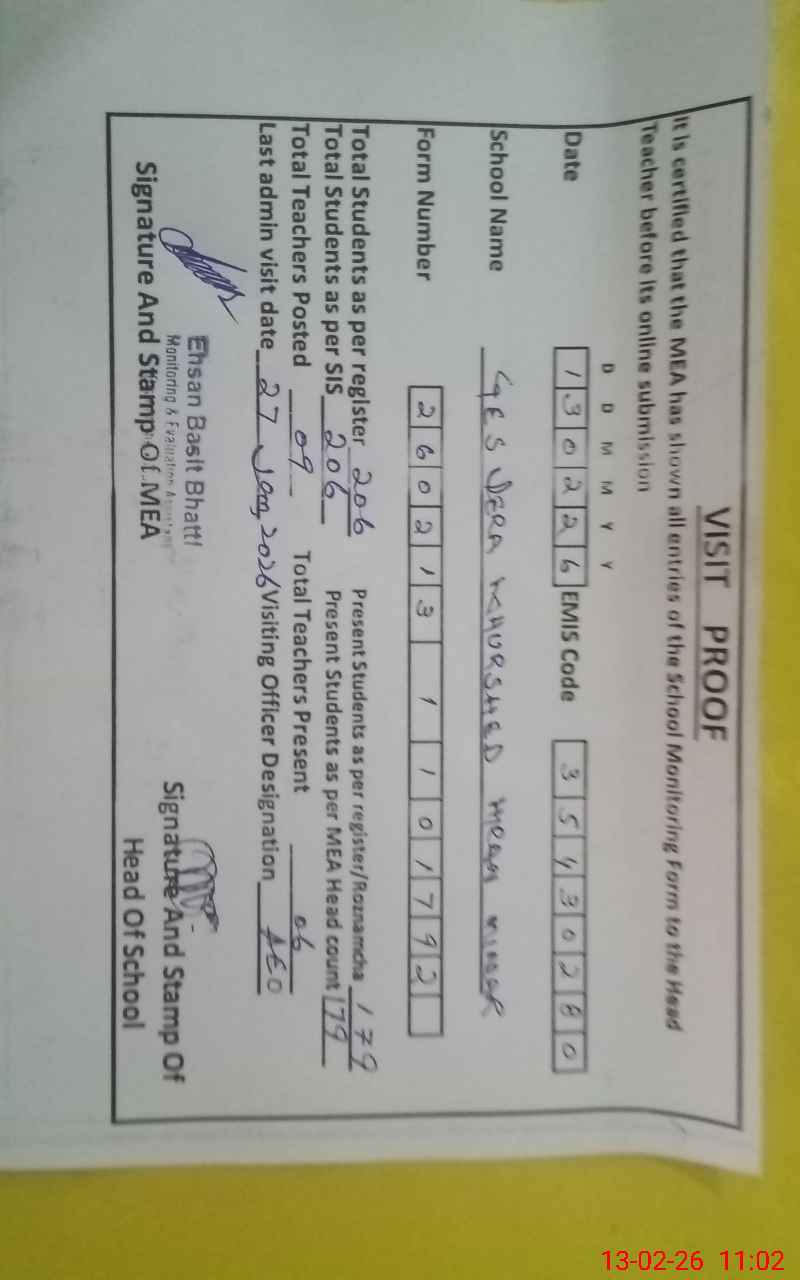 VISIT PROOF
It is certified that the MEA has shown all entries of the School Monitoring Form to the Head
Teacher before its online submission
D D M M Y Y
Date 1 3 0 2 2 6 EMIS Code 3 5 4 3 0 2 8 0
School Name GES DERA KHURSHED
Form Number 2 6 0 2 1 3 1 1 0 1 7 9 2
Total Students as per register 206 Present Students as per register/Roznamcha 179
Total Students as per SIS 206 Present Students as per MEA Head count 179
Total Teachers Posted 09 Total Teachers Present 06
Last admin visit date 27 Jan, 2026 Visiting Officer Designation AEO
Ehsan Basit Bhatti
Monitoring & Evaluation Assistant
Signature And Stamp Of MEA
Signature And Stamp Of
Head Of School
13-02-26 11:02